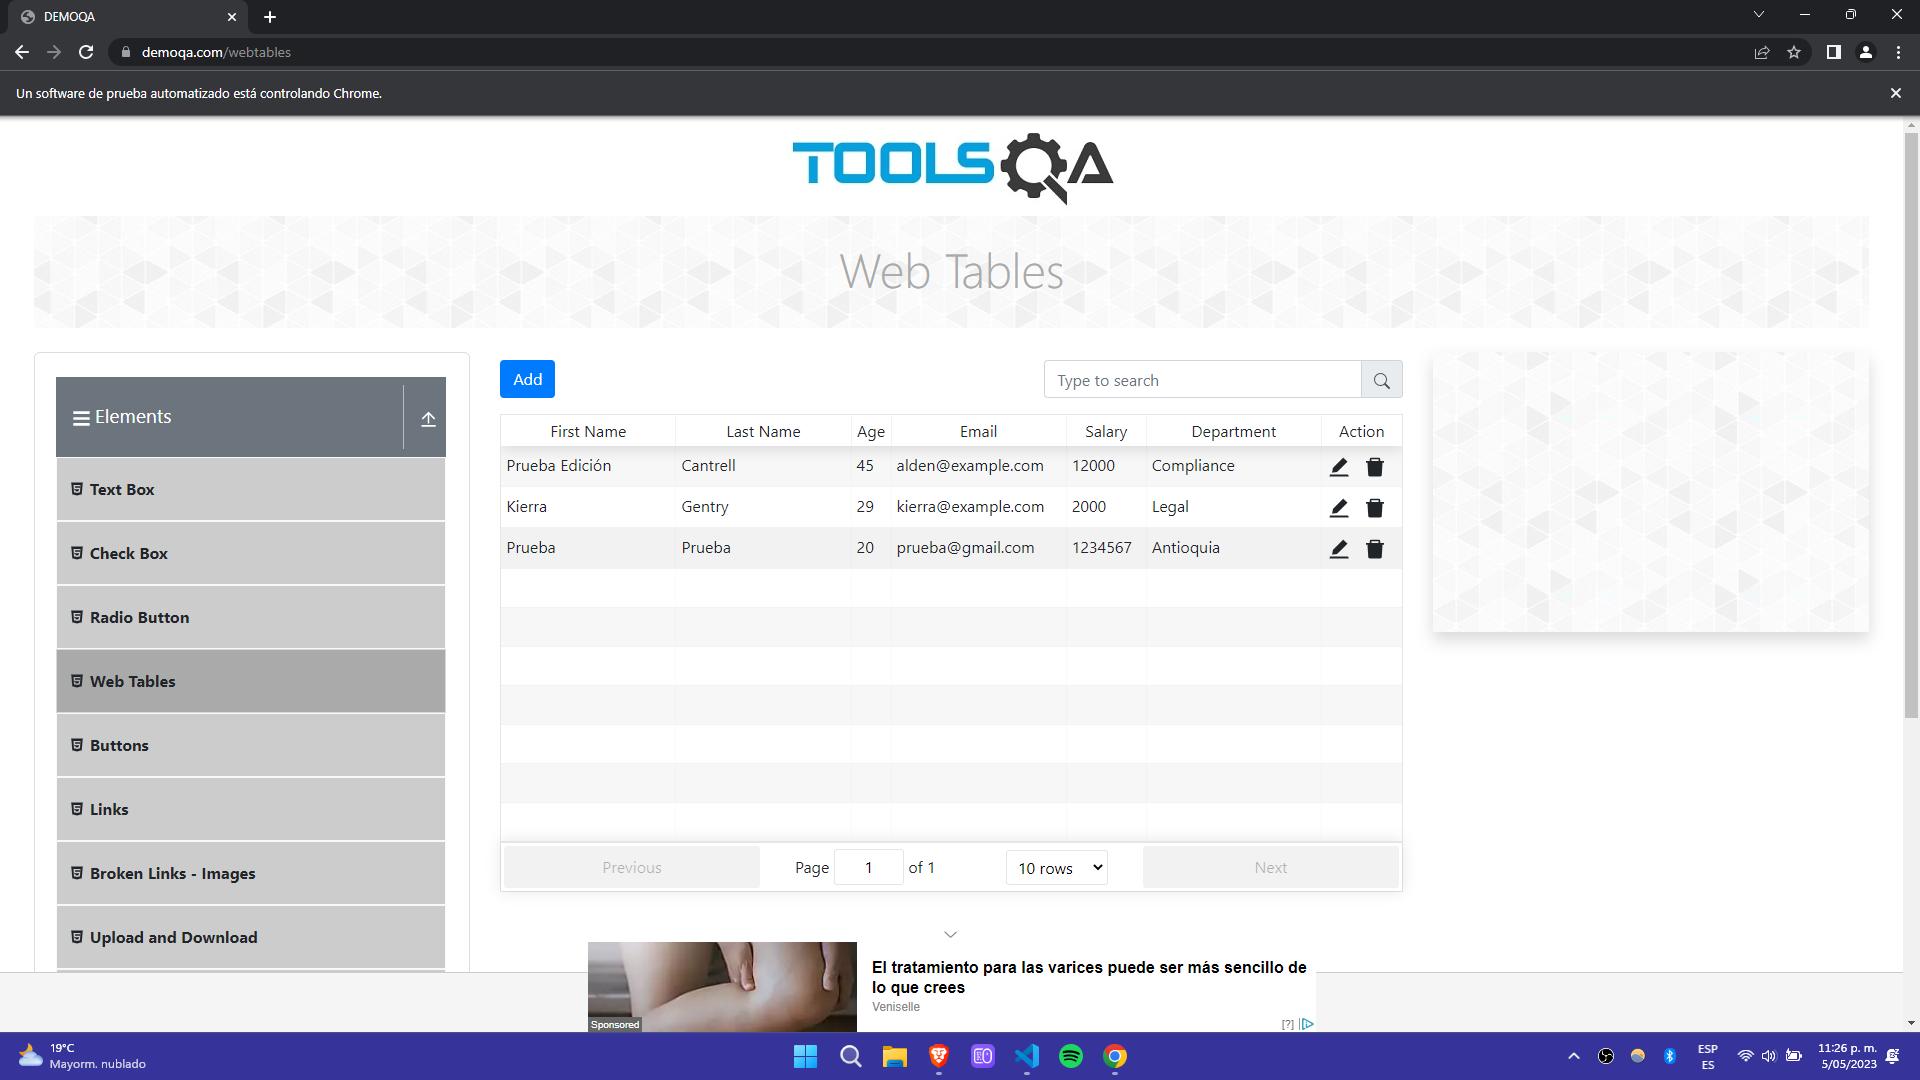 DEMOQA
demoqa.com/webtables
Un software de prueba automatizado está controlando Chrome.
TOOLSQA
Web Tables
Elements
Text Box
Check Box
Radio Button
Web Tables
Buttons
Links
Broken Links - Images
Upload and Download
Add
Type to search
First Name Last Name Age Email Salary Department Action
Prueba Edición Cantrell 45 alden@example.com 12000 Compliance
Kierra Gentry 29 kierra@example.com 2000 Legal
Prueba Prueba 20 prueba@gmail.com 1234567 Antioquia
Previous Page 1 of 1 10 rows Next
El tratamiento para las varices puede ser más sencillo de
lo que crees
Veniselle
Sponsored
[?]
19°C
Mayorm. nublado
ESP
ES
11:26 p. m.
5/05/2023